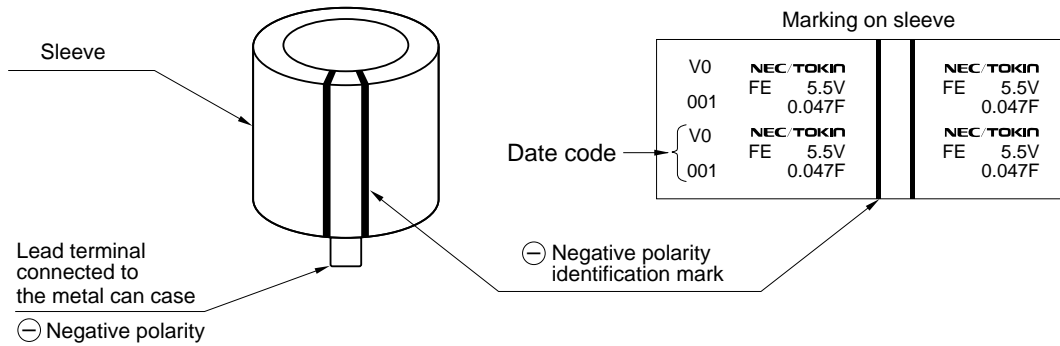 Marking on sleeve
Sleeve
V0 NEC/TOKIN NEC/TOKIN
FE 5.5V FE 5.5V
001 0.047F 0.047F
V0 NEC/TOKIN NEC/TOKIN
Date code FE 5.5V FE 5.5V
001 0.047F 0.047F
Lead terminal
connected to
the metal can case
⊖ Negative polarity
⊖ Negative polarity
identification mark